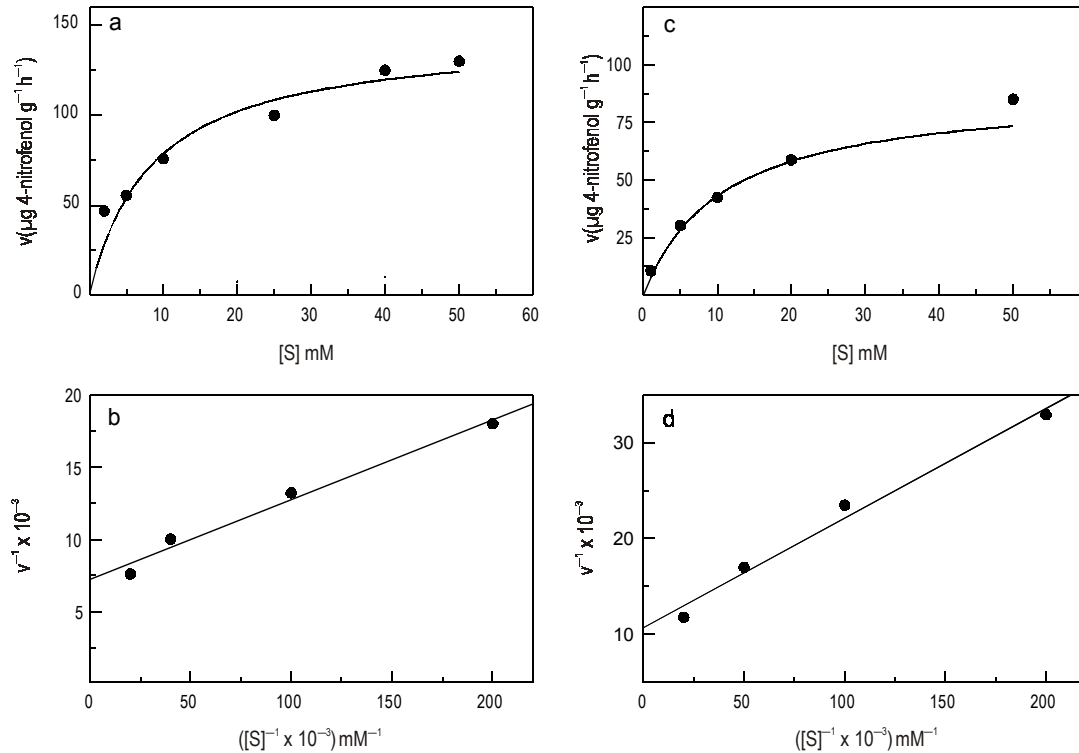 a
150
100
50
0
v(µg 4-nitrofenol g⁻¹ h⁻¹)
10 20 30 40 50 60
[S] mM
c
100
75
50
25
v(µg 4-nitrofenol g⁻¹ h⁻¹)
0 10 20 30 40 50
[S] mM
b
20
15
10
5
v⁻¹ x 10⁻³
0 50 100 150 200
([S]⁻¹ x 10⁻³) mM⁻¹
d
30
20
10
v⁻¹ x 10⁻³
0 50 100 150 200
([S]⁻¹ x 10⁻³) mM⁻¹